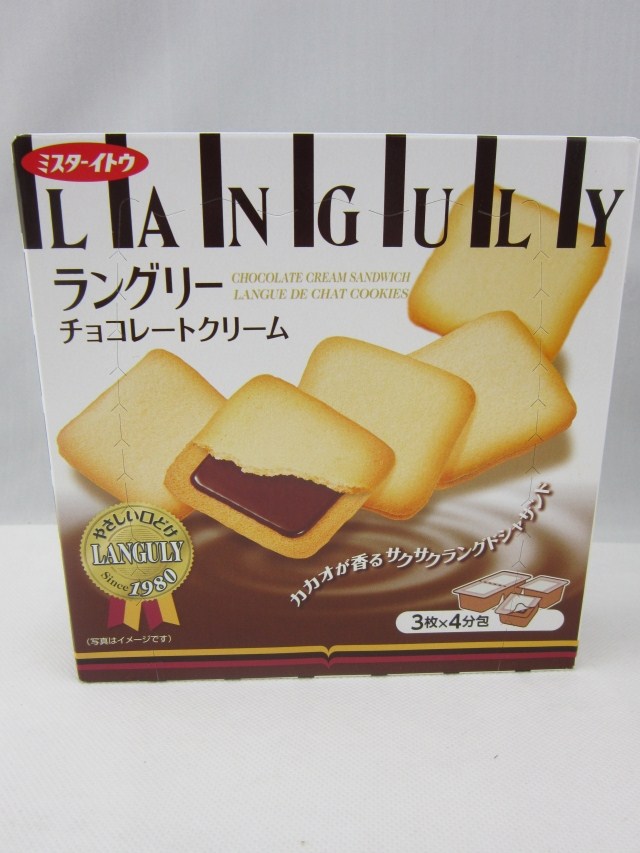 ミスターイトウ
LANGULY
ラングリー
CHOCOLATE CREAM SANDWICH
LANGUE DE CHAT COOKIES
チョコレートクリーム
やさしい口どけ
LANGULY
Since 1980
カカオが香るサクサクラングドシャサンド
3枚×4分包
(写真はイメージです)